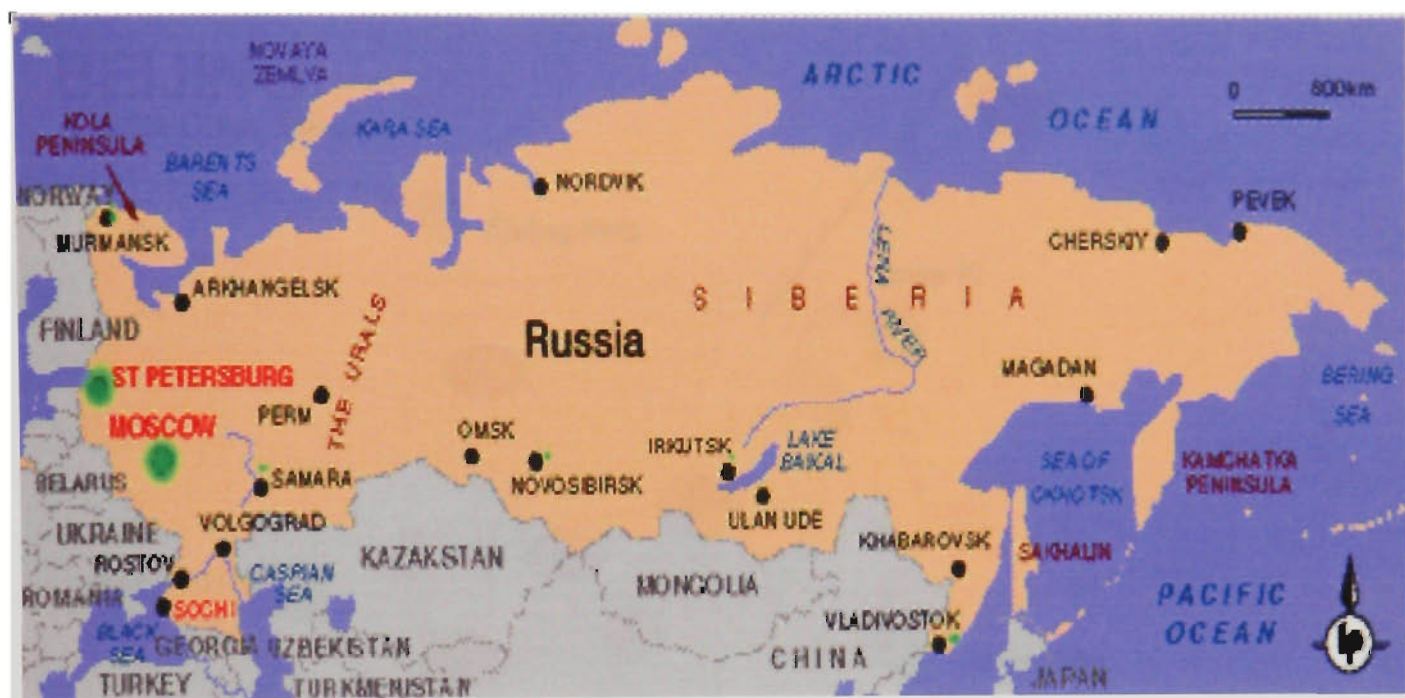 NOVAYA
ZEMLYA
ARCTIC
OCEAN
0 800km
KOLA
PENINSULA
KARA SEA
BARENTS
SEA
NORWAY
NORDVIK
PEVEK
MURMANSK
CHERSKIY
LENA
RIVER
ARKHANGELSK
SIBERIA
FINLAND
THE URALS
Russia
ST PETERSBURG
MAGADAN
BERING
SEA
PERM
MOSCOW
OMSK
IRKUTSK
LAKE
BAIKAL
SEA OF
OKHOTSK
KAMCHATKA
PENINSULA
BELARUS
SAMARA
NOVOSIBIRSK
ULAN UDE
UKRAINE
VOLGOGRAD
KHABAROVSK
ROSTOV
CASPIAN
SEA
KAZAKSTAN
SAKHALIN
MONGOLIA
ROMANIA
SOCHI
PACIFIC
OCEAN
BLACK
SEA
GEORGIA
UZBEKISTAN
VLADIVOSTOK
CHINA
TURKEY
TURKMENISTAN
JAPAN